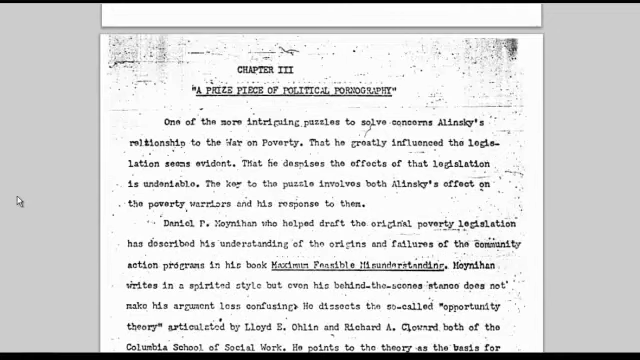 CHAPTER III
"A PRIZE PIECE OF POLITICAL PORNOGRAPHY"
One of the more intriguing puzzles to solve concerns Alinsky's
reltionship to the War on Poverty. That he greatly influenced the legis-
lation seems evident. That he despises the effects of that legislation
is undeniable. The key to the puzzle involves both Alinsky's effect on
the poverty warriors and his response to them.
Daniel P. Moynihan who helped draft the original poverty legislation
has described his understanding of the origins and failures of the community
action programs in his book Maximum Feasible Misunderstanding. Moynihan
writes in a spirited style but even his behind-the-scenes stance does not
make his argument less confusing. He dissects the so-called "opportunity
theory" articulated by Lloyd E. Ohlin and Richard A. Cloward both of the
Columbia School of Social Work. He points to the theory as the basis for